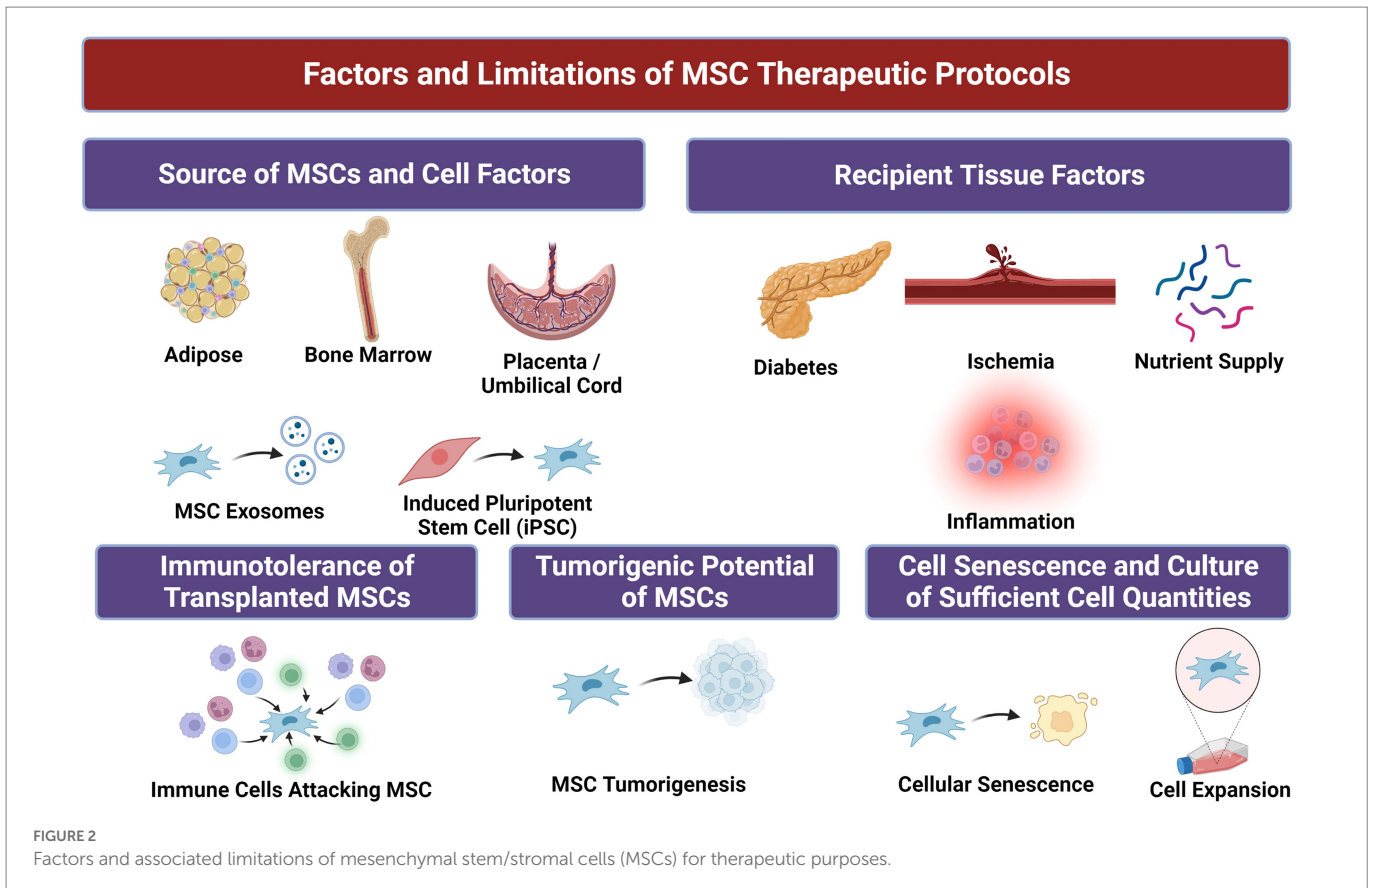 Factors and Limitations of MSC Therapeutic Protocols
Source of MSCs and Cell Factors
Recipient Tissue Factors
Adipose
Bone Marrow
Placenta /
Umbilical Cord
Diabetes
Ischemia
Nutrient Supply
MSC Exosomes
Induced Pluripotent
Stem Cell (iPSC)
Inflammation
Immunotolerance of
Transplanted MSCs
Tumorigenic Potential
of MSCs
Cell Senescence and Culture
of Sufficient Cell Quantities
Immune Cells Attacking MSC
MSC Tumorigenesis
Cellular Senescence
Cell Expansion
FIGURE 2
Factors and associated limitations of mesenchymal stem/stromal cells (MSCs) for therapeutic purposes.